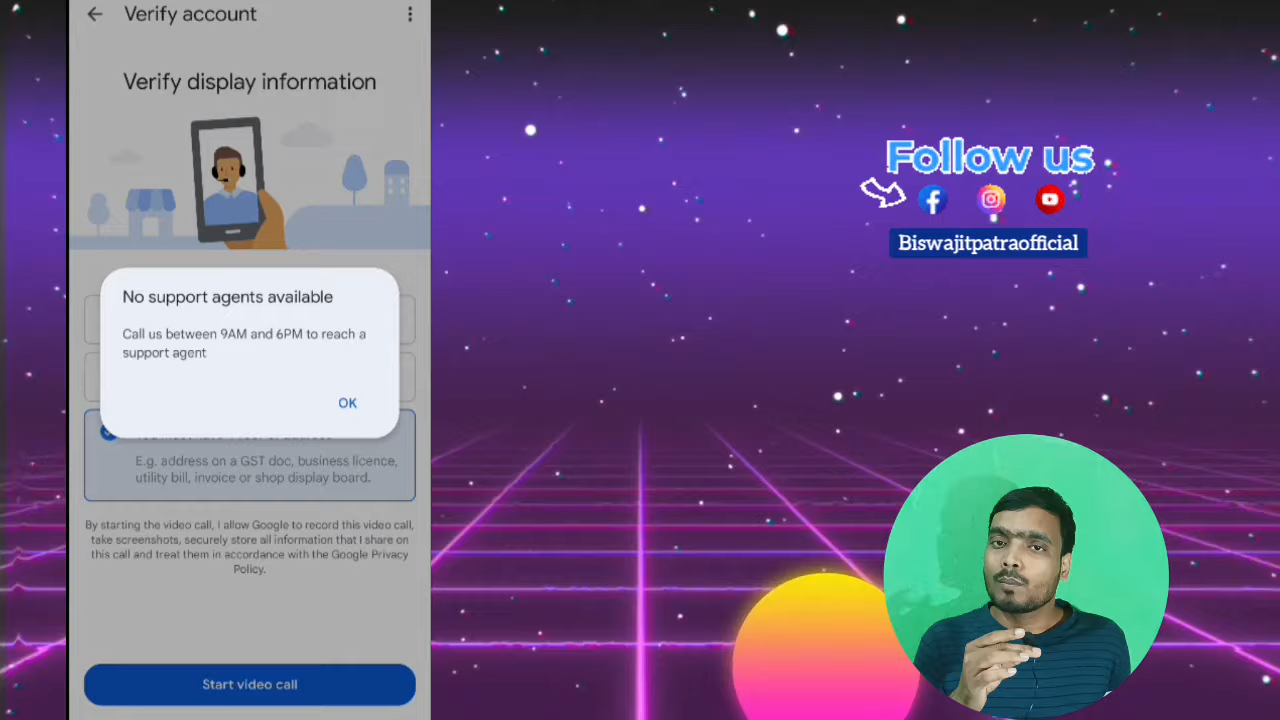 Verify account
Verify display information
No support agents available
Call us between 9AM and 6PM to reach a
support agent
OK
E.g. address on a GST doc, business licence,
utility bill, invoice or shop display board.
By starting the video call, I allow Google to record this video call,
take screenshots, securely store all information that I share on
this call and treat them in accordance with the Google Privacy
Policy.
Start video call
Follow us
Biswajitpatraofficial